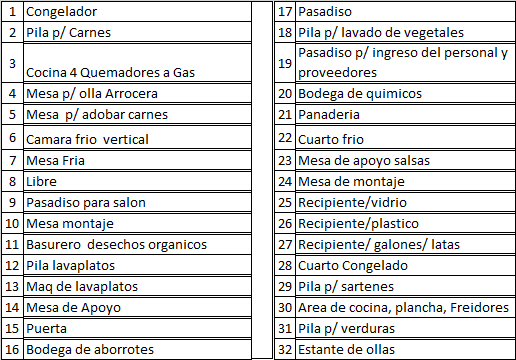 1 Congelador
2 Pila p/ Carnes
3 Cocina 4 Quemadores a Gas
4 Mesa p/ olla Arrocera
5 Mesa p/ adobar carnes
6 Camara frio vertical
7 Mesa Fria
8 Libre
9 Pasadiso para salon
10 Mesa montaje
11 Basurero desechos organicos
12 Pila lavaplatos
13 Maq de lavaplatos
14 Mesa de Apoyo
15 Puerta
16 Bodega de aborrotes
17 Pasadiso
18 Pila p/ lavado de vegetales
19 Pasadiso p/ ingreso del personal y
proveedores
20 Bodega de quimicos
21 Panaderia
22 Cuarto frio
23 Mesa de apoyo salsas
24 Mesa de montaje
25 Recipiente/vidrio
26 Recipiente/plastico
27 Recipiente/ galones/ latas
28 Cuarto Congelado
29 Pila p/ sartenes
30 Area de cocina, plancha, Freidores
31 Pila p/ verduras
32 Estante de ollas